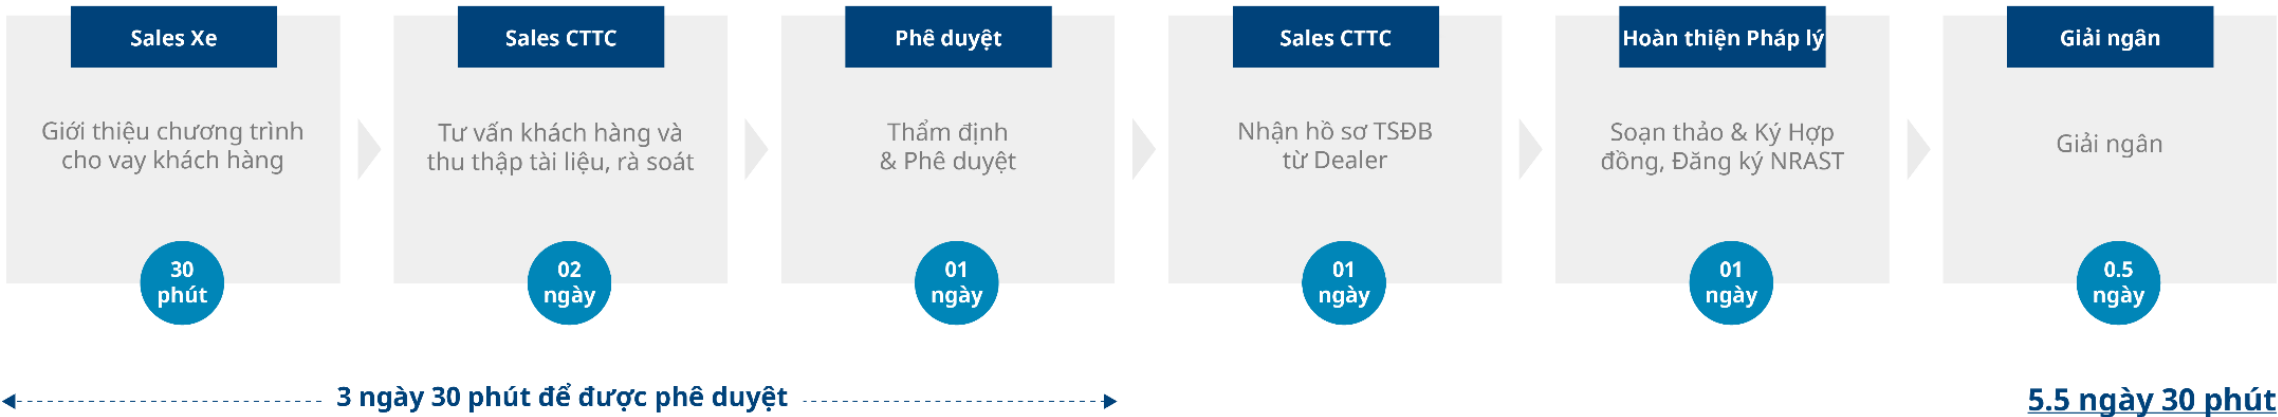 Sales Xe
Giới thiệu chương trình
cho vay khách hàng
30
phút
Sales CTTC
Tư vấn khách hàng và
thu thập tài liệu, rà soát
02
ngày
Phê duyệt
Thẩm định
& Phê duyệt
01
ngày
Sales CTTC
Nhận hồ sơ TSĐB
từ Dealer
01
ngày
Hoàn thiện Pháp lý
Soạn thảo & Ký Hợp
đồng, Đăng ký NRAST
01
ngày
Giải ngân
Giải ngân
0.5
ngày
3 ngày 30 phút để được phê duyệt
5.5 ngày 30 phút